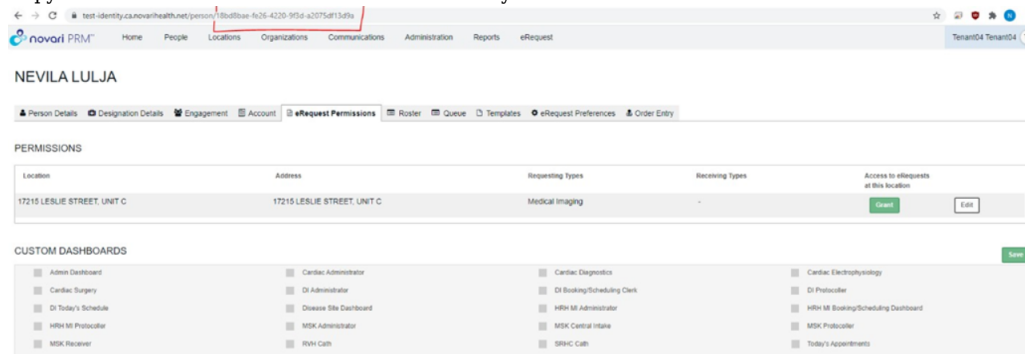 test-identity.ca.novarihealth.net/person/18bd8bae-fe26-4220-9f3d-a2075df13d9a
novari PRM™ Home People Locations Organizations Communications Administration Reports eRequest Tenant04 Tenant04
NEVILA LULJA
Person Details Designation Details Engagement Account eRequest Permissions Roster Queue Templates eRequest Preferences Order Entry
PERMISSIONS
Location Address Requesting Types Receiving Types Access to eRequests
at this location
17215 LESLIE STREET, UNIT C 17215 LESLIE STREET, UNIT C Medical Imaging - Grant Edit
CUSTOM DASHBOARDS
Save
Admin Dashboard Cardiac Administrator Cardiac Diagnostics Cardiac Electrophysiology
Cardiac Surgery DI Administrator DI Booking/Scheduling Clerk DI Protocoller
DI Today's Schedule Disease Site Dashboard HRH MI Administrator HRH MI Booking/Scheduling Dashboard
HRH MI Protocoller MSK Administrator MSK Central Intake MSK Protocoller
MSK Receiver RVH Cath SRHC Cath Today's Appointments